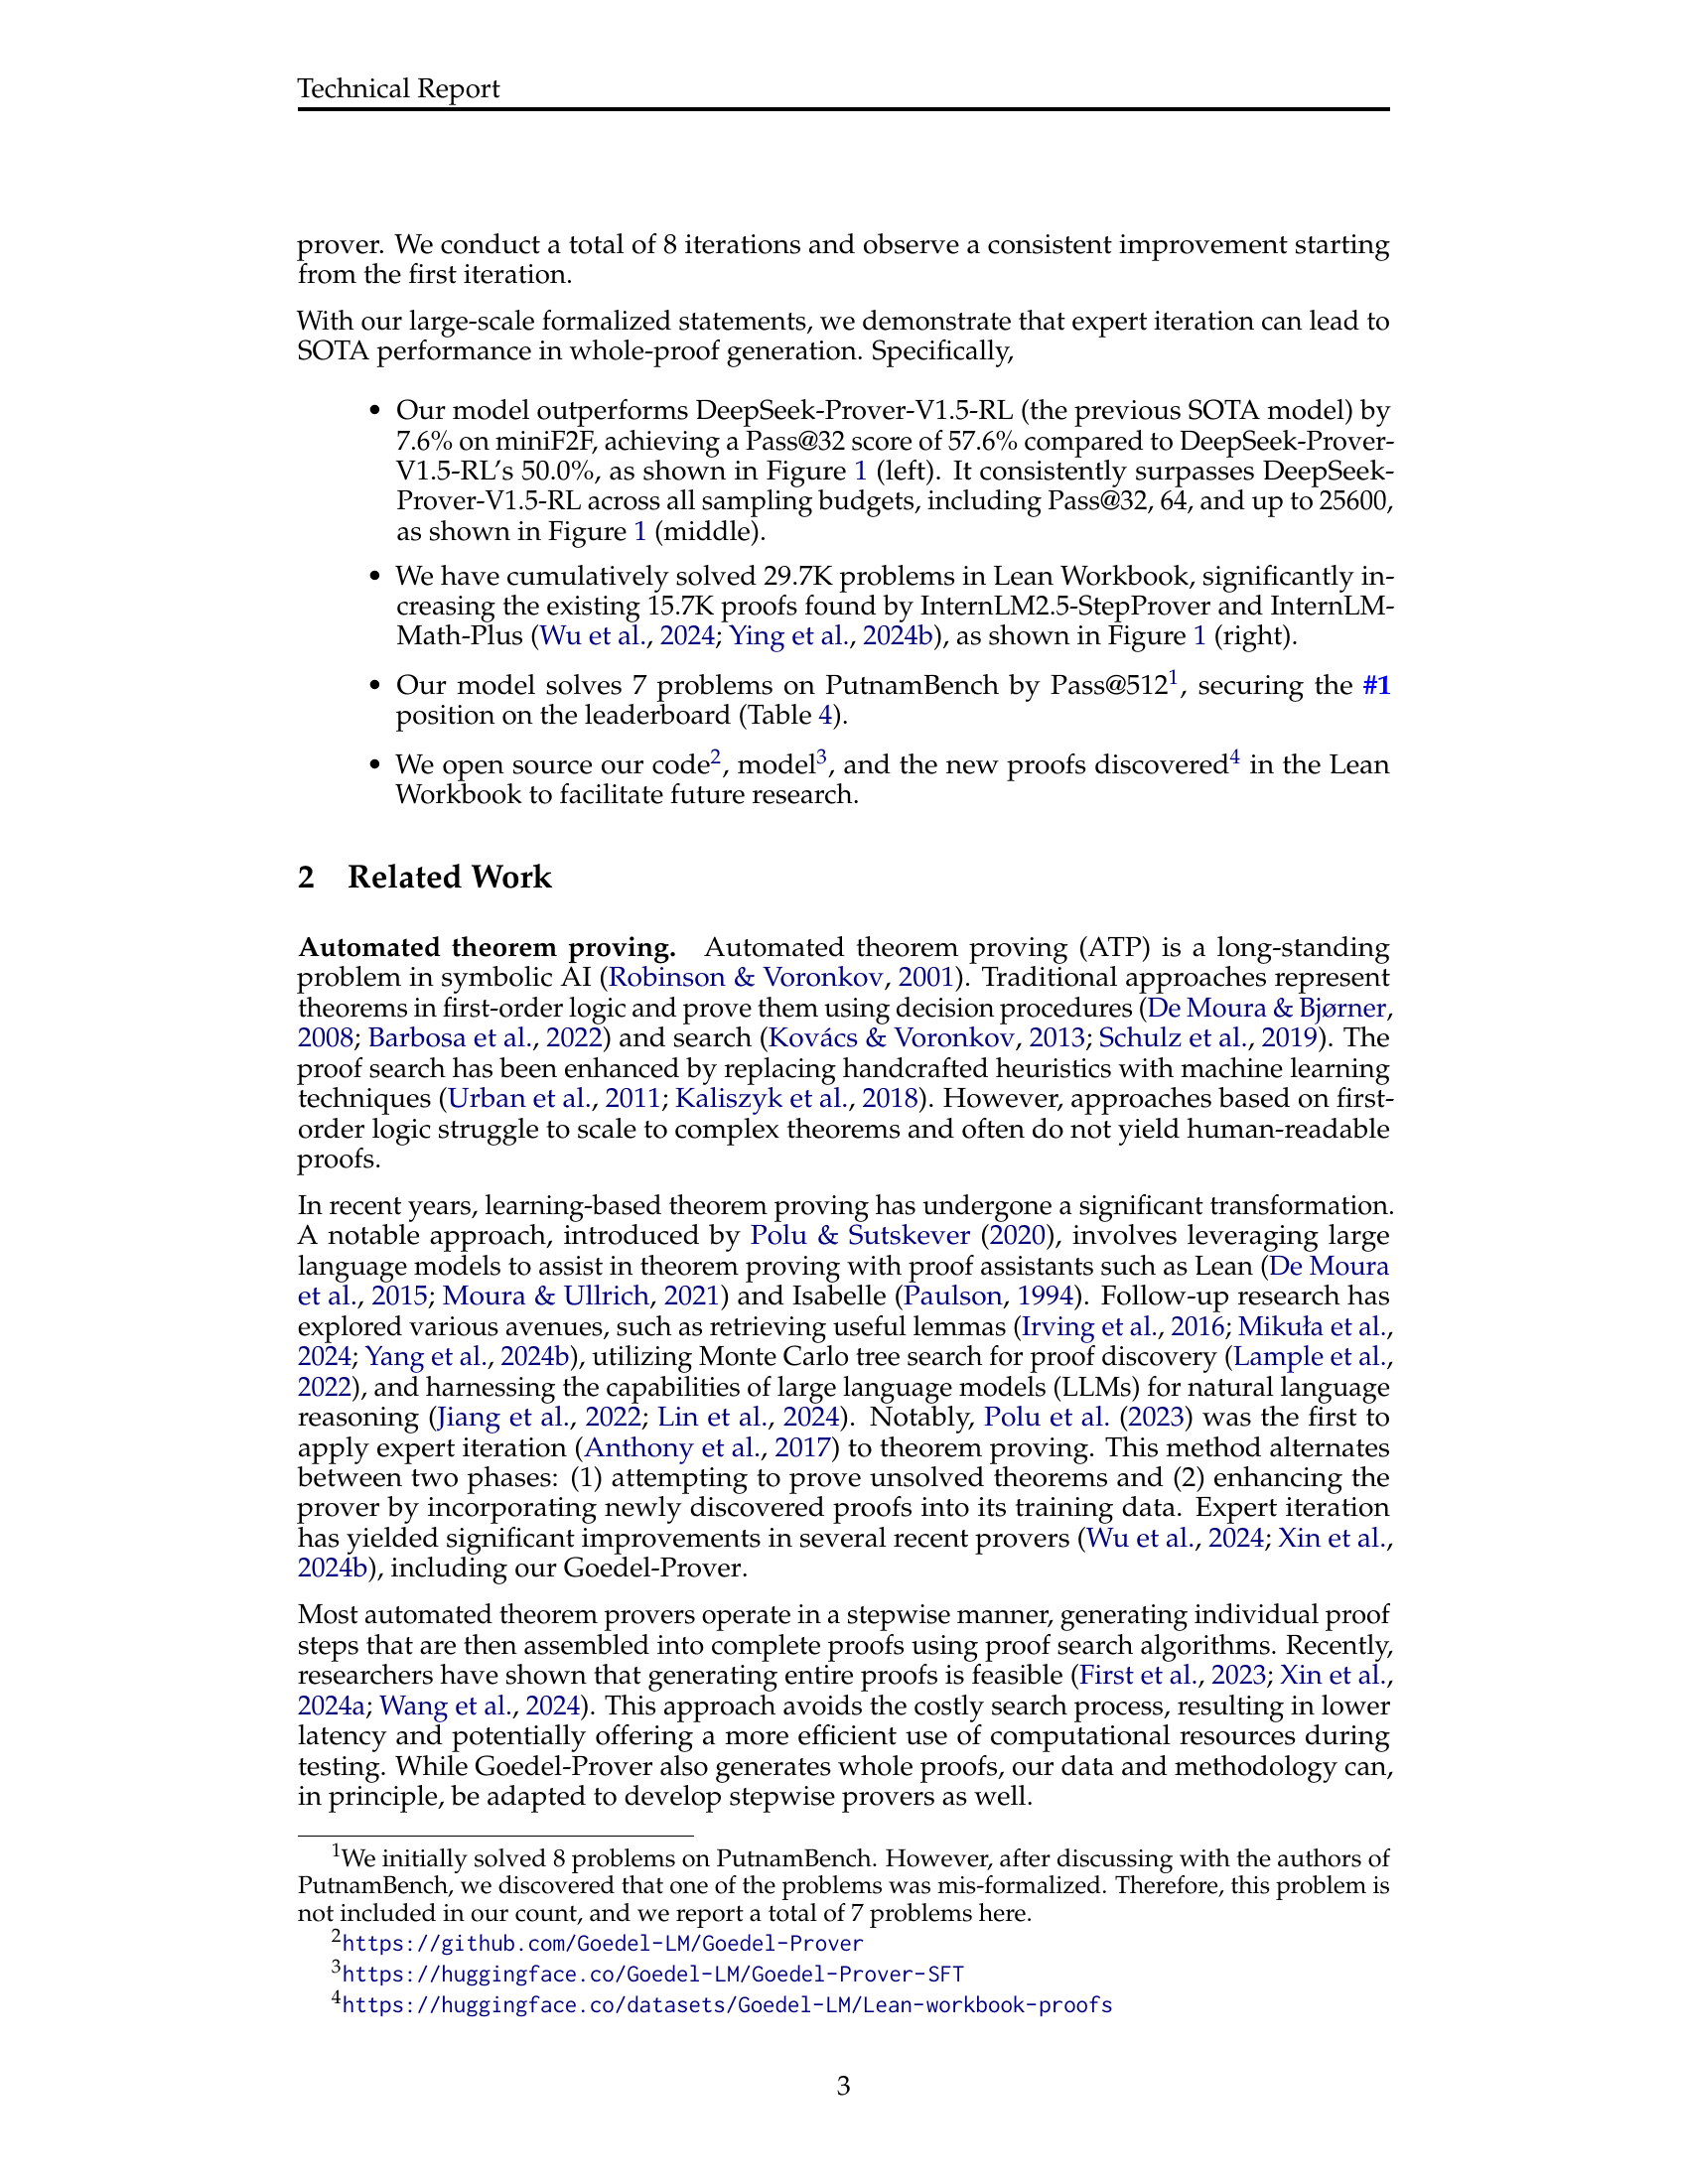 Technical Report
prover. We conduct a total of 8 iterations and observe a consistent improvement starting
from the first iteration.
With our large-scale formalized statements, we demonstrate that expert iteration can lead to
SOTA performance in whole-proof generation. Specifically,
• Our model outperforms DeepSeek-Prover-V1.5-RL (the previous SOTA model) by
7.6% on miniF2F, achieving a Pass@32 score of 57.6% compared to DeepSeek-Prover-
V1.5-RL’s 50.0%, as shown in Figure 1 (left). It consistently surpasses DeepSeek-
Prover-V1.5-RL across all sampling budgets, including Pass@32, 64, and up to 25600,
as shown in Figure 1 (middle).
• We have cumulatively solved 29.7K problems in Lean Workbook, significantly in-
creasing the existing 15.7K proofs found by InternLM2.5-StepProver and InternLM-
Math-Plus (Wu et al., 2024; Ying et al., 2024b), as shown in Figure 1 (right).
• Our model solves 7 problems on PutnamBench by Pass@512¹, securing the #1
position on the leaderboard (Table 4).
• We open source our code², model³, and the new proofs discovered⁴ in the Lean
Workbook to facilitate future research.
2 Related Work
Automated theorem proving. Automated theorem proving (ATP) is a long-standing
problem in symbolic AI (Robinson & Voronkov, 2001). Traditional approaches represent
theorems in first-order logic and prove them using decision procedures (De Moura & Bjørner,
2008; Barbosa et al., 2022) and search (Kovács & Voronkov, 2013; Schulz et al., 2019). The
proof search has been enhanced by replacing handcrafted heuristics with machine learning
techniques (Urban et al., 2011; Kaliszyk et al., 2018). However, approaches based on first-
order logic struggle to scale to complex theorems and often do not yield human-readable
proofs.
In recent years, learning-based theorem proving has undergone a significant transformation.
A notable approach, introduced by Polu & Sutskever (2020), involves leveraging large
language models to assist in theorem proving with proof assistants such as Lean (De Moura
et al., 2015; Moura & Ullrich, 2021) and Isabelle (Paulson, 1994). Follow-up research has
explored various avenues, such as retrieving useful lemmas (Irving et al., 2016; Mikuła et al.,
2024; Yang et al., 2024b), utilizing Monte Carlo tree search for proof discovery (Lample et al.,
2022), and harnessing the capabilities of large language models (LLMs) for natural language
reasoning (Jiang et al., 2022; Lin et al., 2024). Notably, Polu et al. (2023) was the first to
apply expert iteration (Anthony et al., 2017) to theorem proving. This method alternates
between two phases: (1) attempting to prove unsolved theorems and (2) enhancing the
prover by incorporating newly discovered proofs into its training data. Expert iteration
has yielded significant improvements in several recent provers (Wu et al., 2024; Xin et al.,
2024b), including our Goedel-Prover.
Most automated theorem provers operate in a stepwise manner, generating individual proof
steps that are then assembled into complete proofs using proof search algorithms. Recently,
researchers have shown that generating entire proofs is feasible (First et al., 2023; Xin et al.,
2024a; Wang et al., 2024). This approach avoids the costly search process, resulting in lower
latency and potentially offering a more efficient use of computational resources during
testing. While Goedel-Prover also generates whole proofs, our data and methodology can,
in principle, be adapted to develop stepwise provers as well.
¹We initially solved 8 problems on PutnamBench. However, after discussing with the authors of
PutnamBench, we discovered that one of the problems was mis-formalized. Therefore, this problem is
not included in our count, and we report a total of 7 problems here.
²https://github.com/Goedel-LM/Goedel-Prover
³https://huggingface.co/Goedel-LM/Goedel-Prover-SFT
⁴https://huggingface.co/datasets/Goedel-LM/Lean-workbook-proofs
3